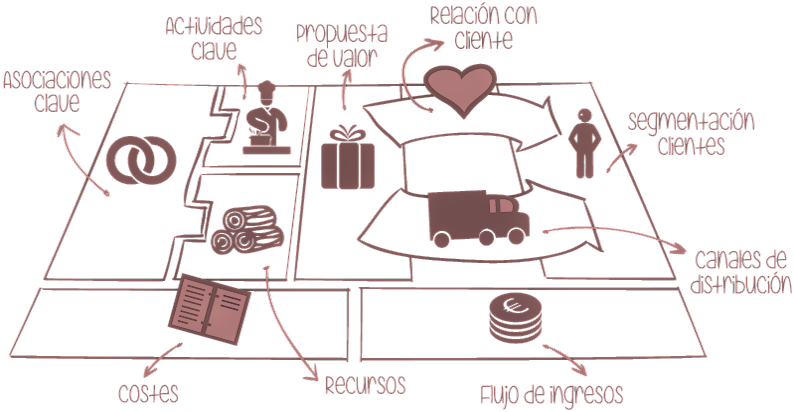 Relación con
cliente
Actividades
clave
Propuesta
de valor
Asociaciones
clave
Segmentación
clientes
Canales de
distribución
€
Costes
Recursos
Flujo de ingresos